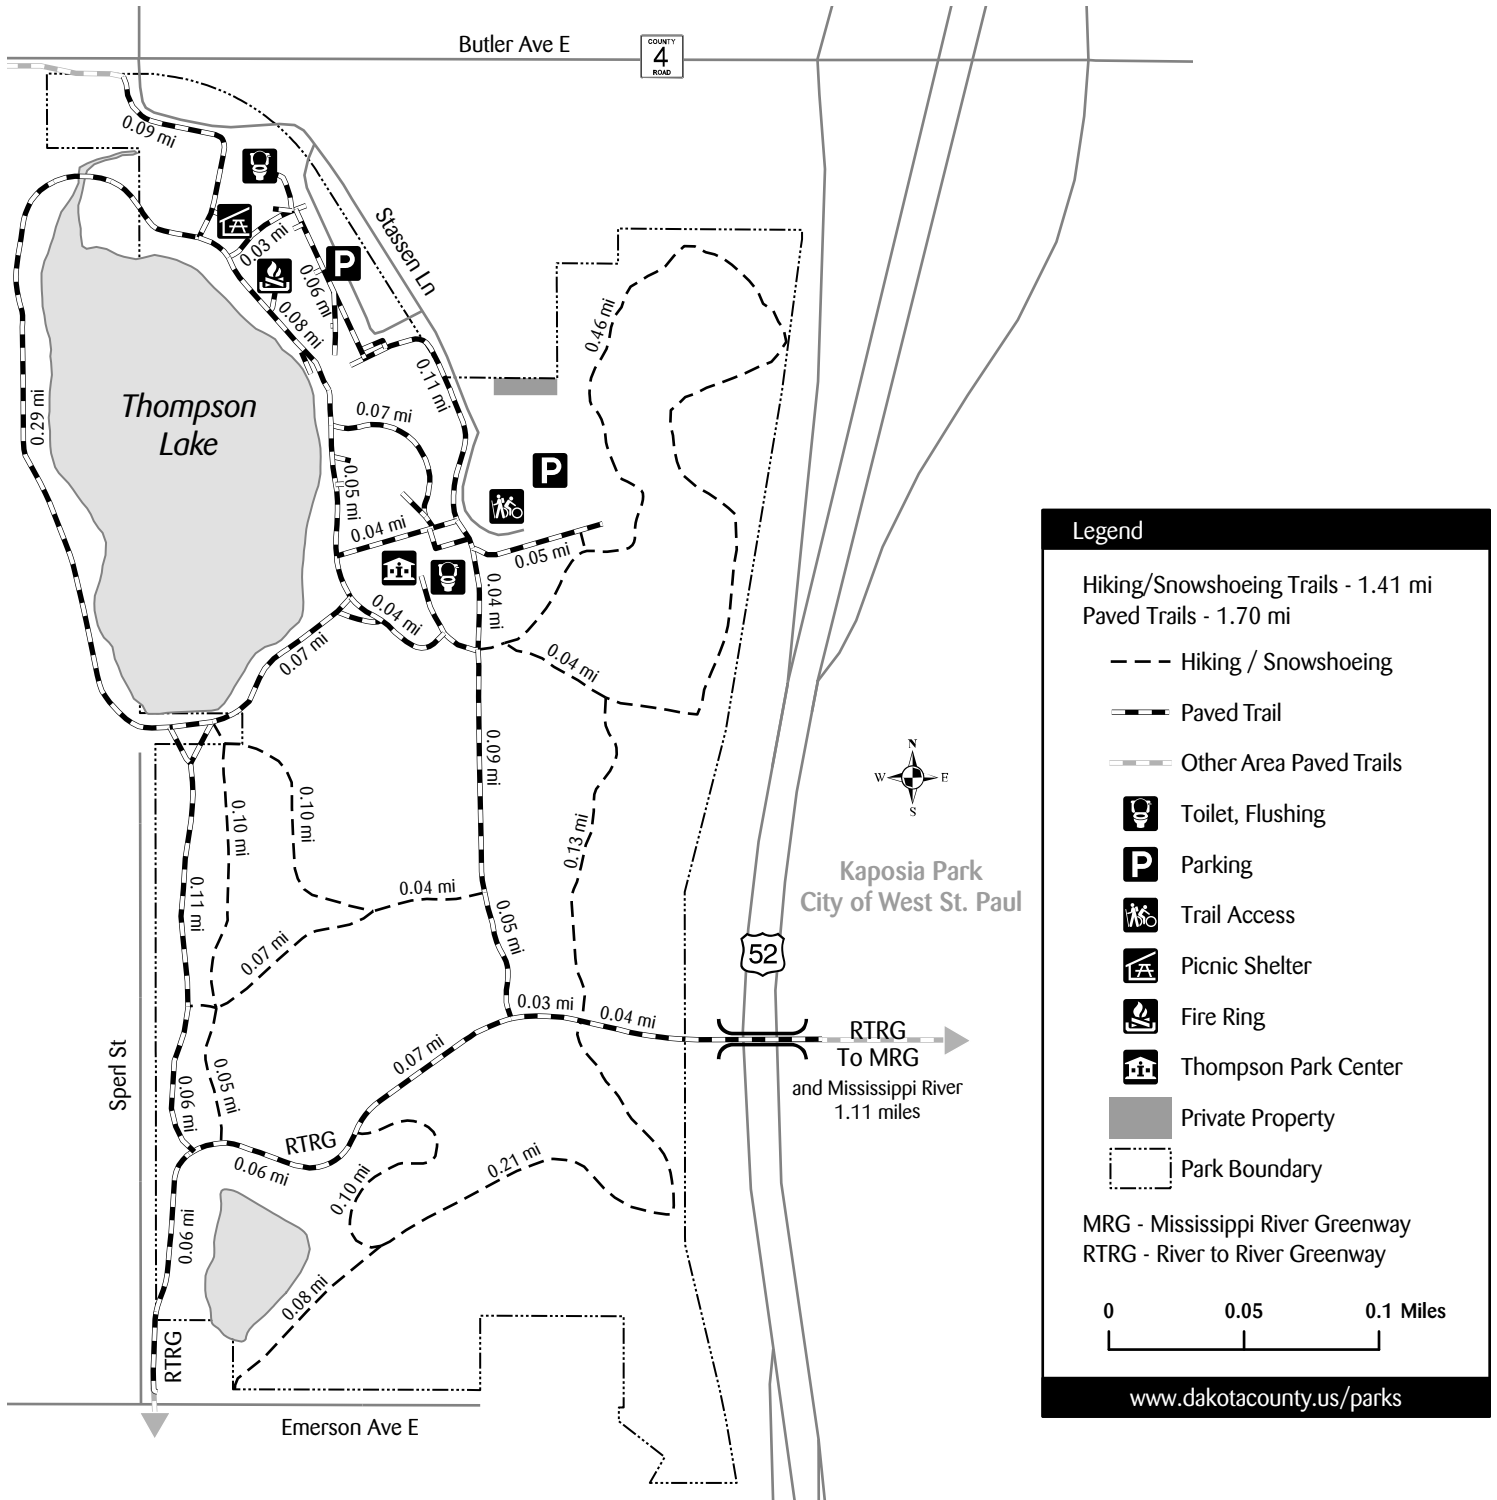 Butler Ave E
COUNTY
4
ROAD
0.09 mi
Stassen Ln
P
0.03 mi
0.06 mi
0.08 mi
0.46 mi
0.11 mi
0.29 mi
Thompson
Lake
0.07 mi
P
0.05 mi
0.04 mi
0.05 mi
0.04 mi
0.04 mi
0.07 mi
0.04 mi
0.09 mi
0.10 mi
0.10 mi
0.13 mi
0.11 mi
0.04 mi
0.05 mi
0.07 mi
Kaposia Park
City of West St. Paul
N
W
E
S
52
0.03 mi
0.04 mi
RTRG
To MRG
and Mississippi River
1.11 miles
0.07 mi
Sperl St
0.06 mi
0.05 mi
RTRG
0.06 mi
0.10 mi
0.21 mi
0.06 mi
0.08 mi
RTRG
Emerson Ave E
Legend
Hiking/Snowshoeing Trails - 1.41 mi
Paved Trails - 1.70 mi
Hiking / Snowshoeing
Paved Trail
Other Area Paved Trails
Toilet, Flushing
P Parking
Trail Access
Picnic Shelter
Fire Ring
Thompson Park Center
Private Property
Park Boundary
MRG - Mississippi River Greenway
RTRG - River to River Greenway
0 0.05 0.1 Miles
www.dakotacounty.us/parks